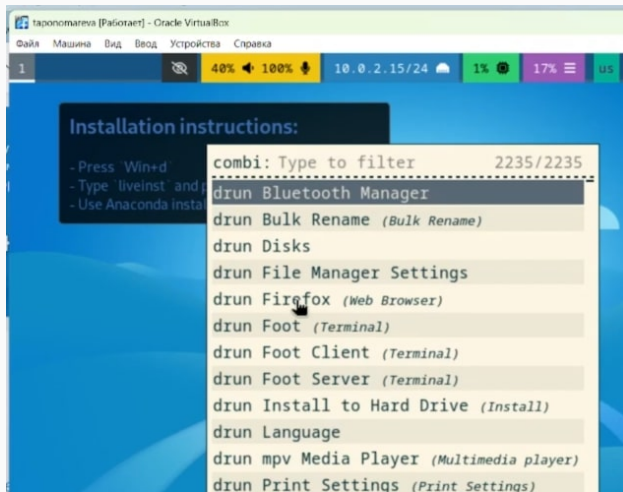 taponomareva [Работает] - Oracle VirtualBox
Файл Машина Вид Ввод Устройства Справка
1 40% 100% 10.0.2.15/24 1% 17% us
Installation instructions:
- Press `Win+d`
- Type `liveinst` and
- Use Anaconda
combi: Type to filter 2235/2235
drun Bluetooth Manager
drun Bulk Rename (Bulk Rename)
drun Disks
drun File Manager Settings
drun Firefox (Web Browser)
drun Foot (Terminal)
drun Foot Client (Terminal)
drun Foot Server (Terminal)
drun Install to Hard Drive (Install)
drun Language
drun mpv Media Player (Multimedia player)
drun Print Settings (Print Settings)